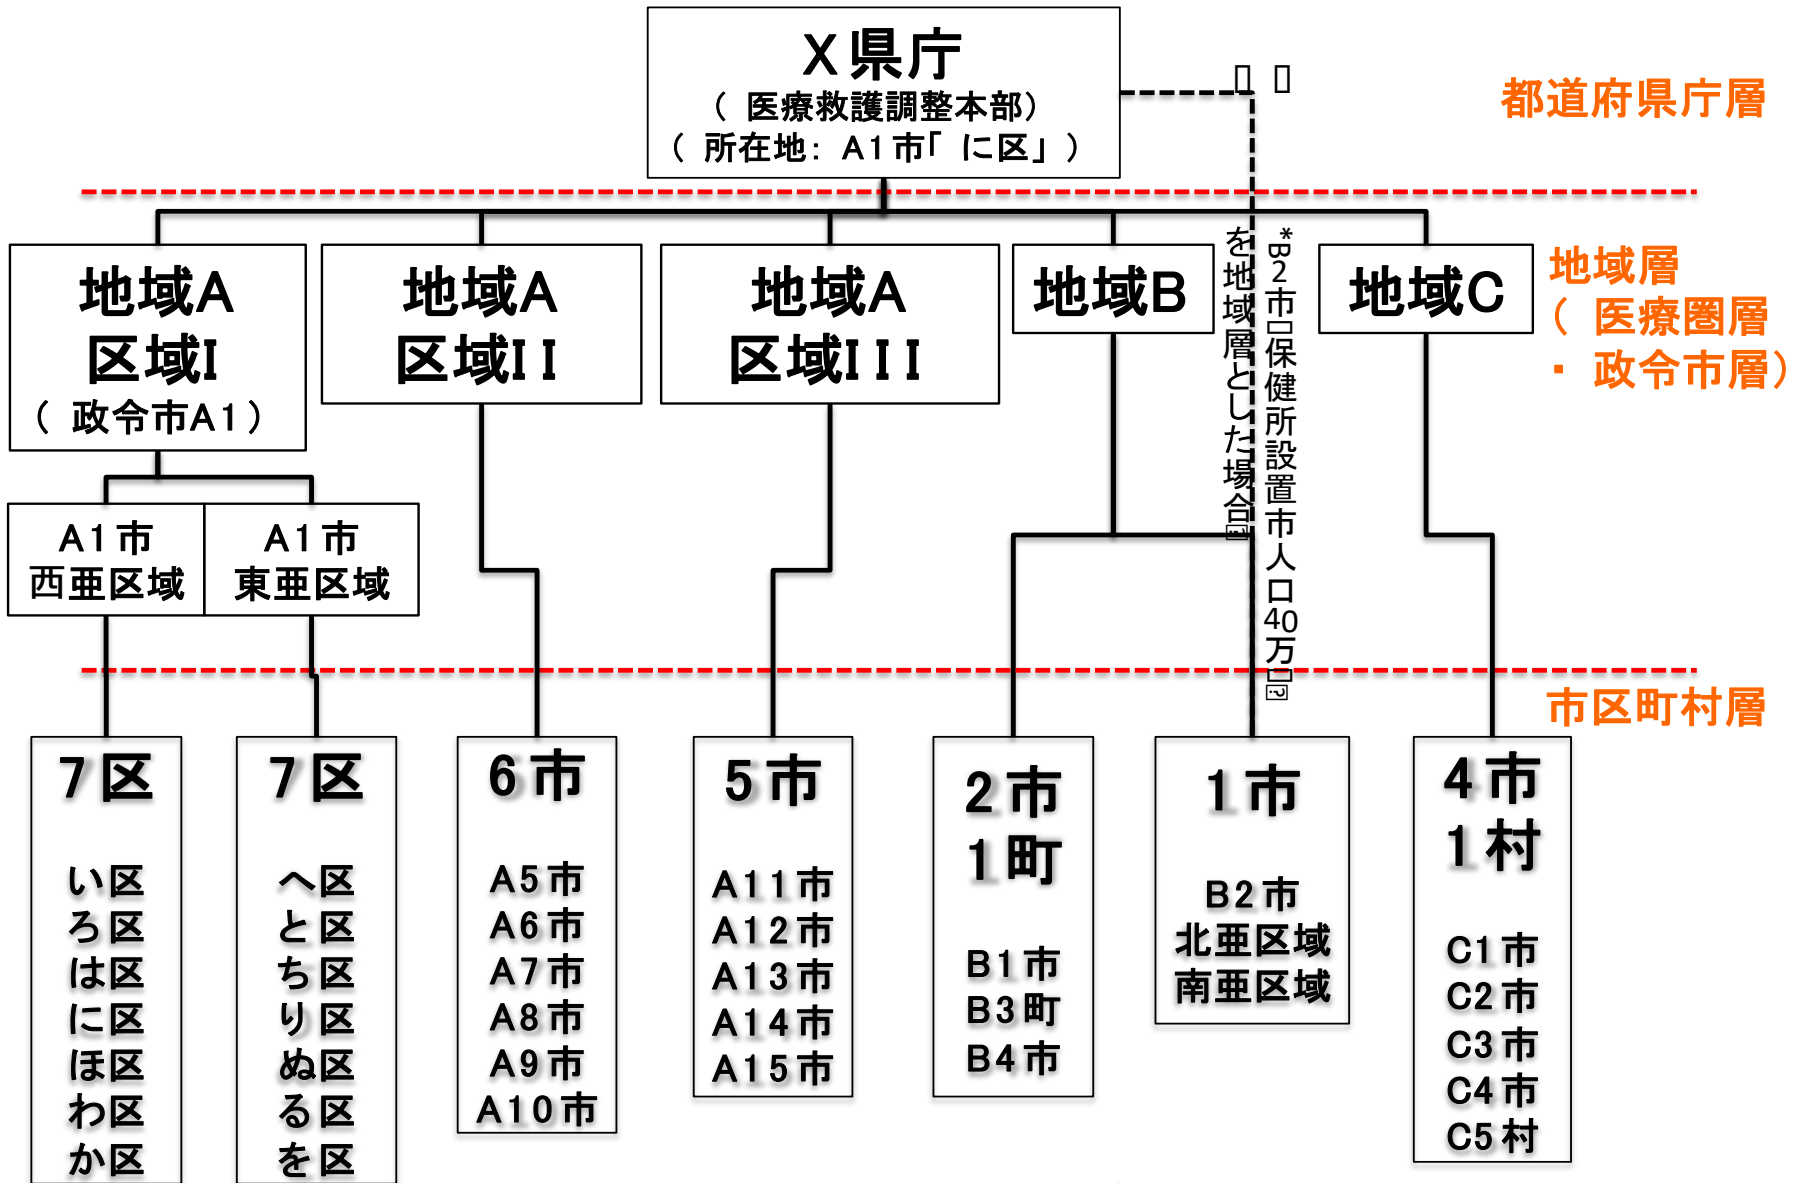 X県庁
(医療救護調整本部)
(所在地: A1市「に区」)
都道府県庁層
地域A
区域I
(政令市A1)
地域A
区域II
地域A
区域III
地域B
*B2市 保健所設置市人口40万
を地域層とした場合
地域C
地域層
(医療圏層
・政令市層)
A1市
西亜区域
A1市
東亜区域
市区町村層
7区
い区
ろ区
は区
に区
ほ区
わ区
か区
7区
へ区
と区
ち区
り区
ぬ区
る区
を区
6市
A5市
A6市
A7市
A8市
A9市
A10市
5市
A11市
A12市
A13市
A14市
A15市
2市
1町
B1市
B3町
B4市
1市
B2市
北亜区域
南亜区域
4市
1村
C1市
C2市
C3市
C4市
C5村